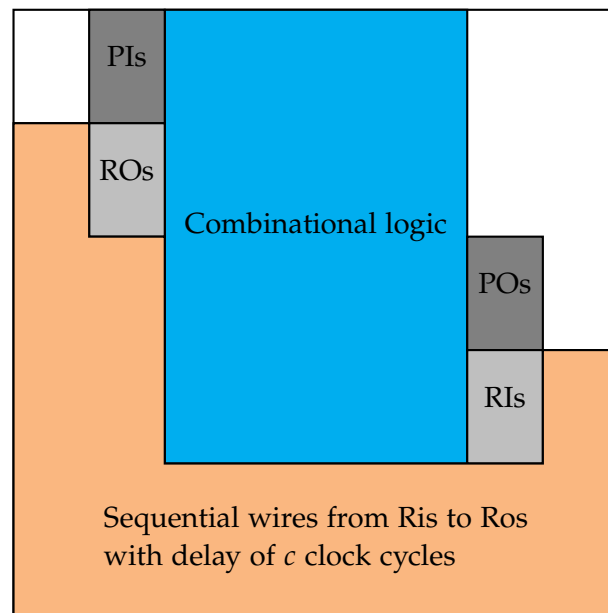 PIs
ROs
Combinational logic
POs
RIs
Sequential wires from Ris to Ros
with delay of c clock cycles